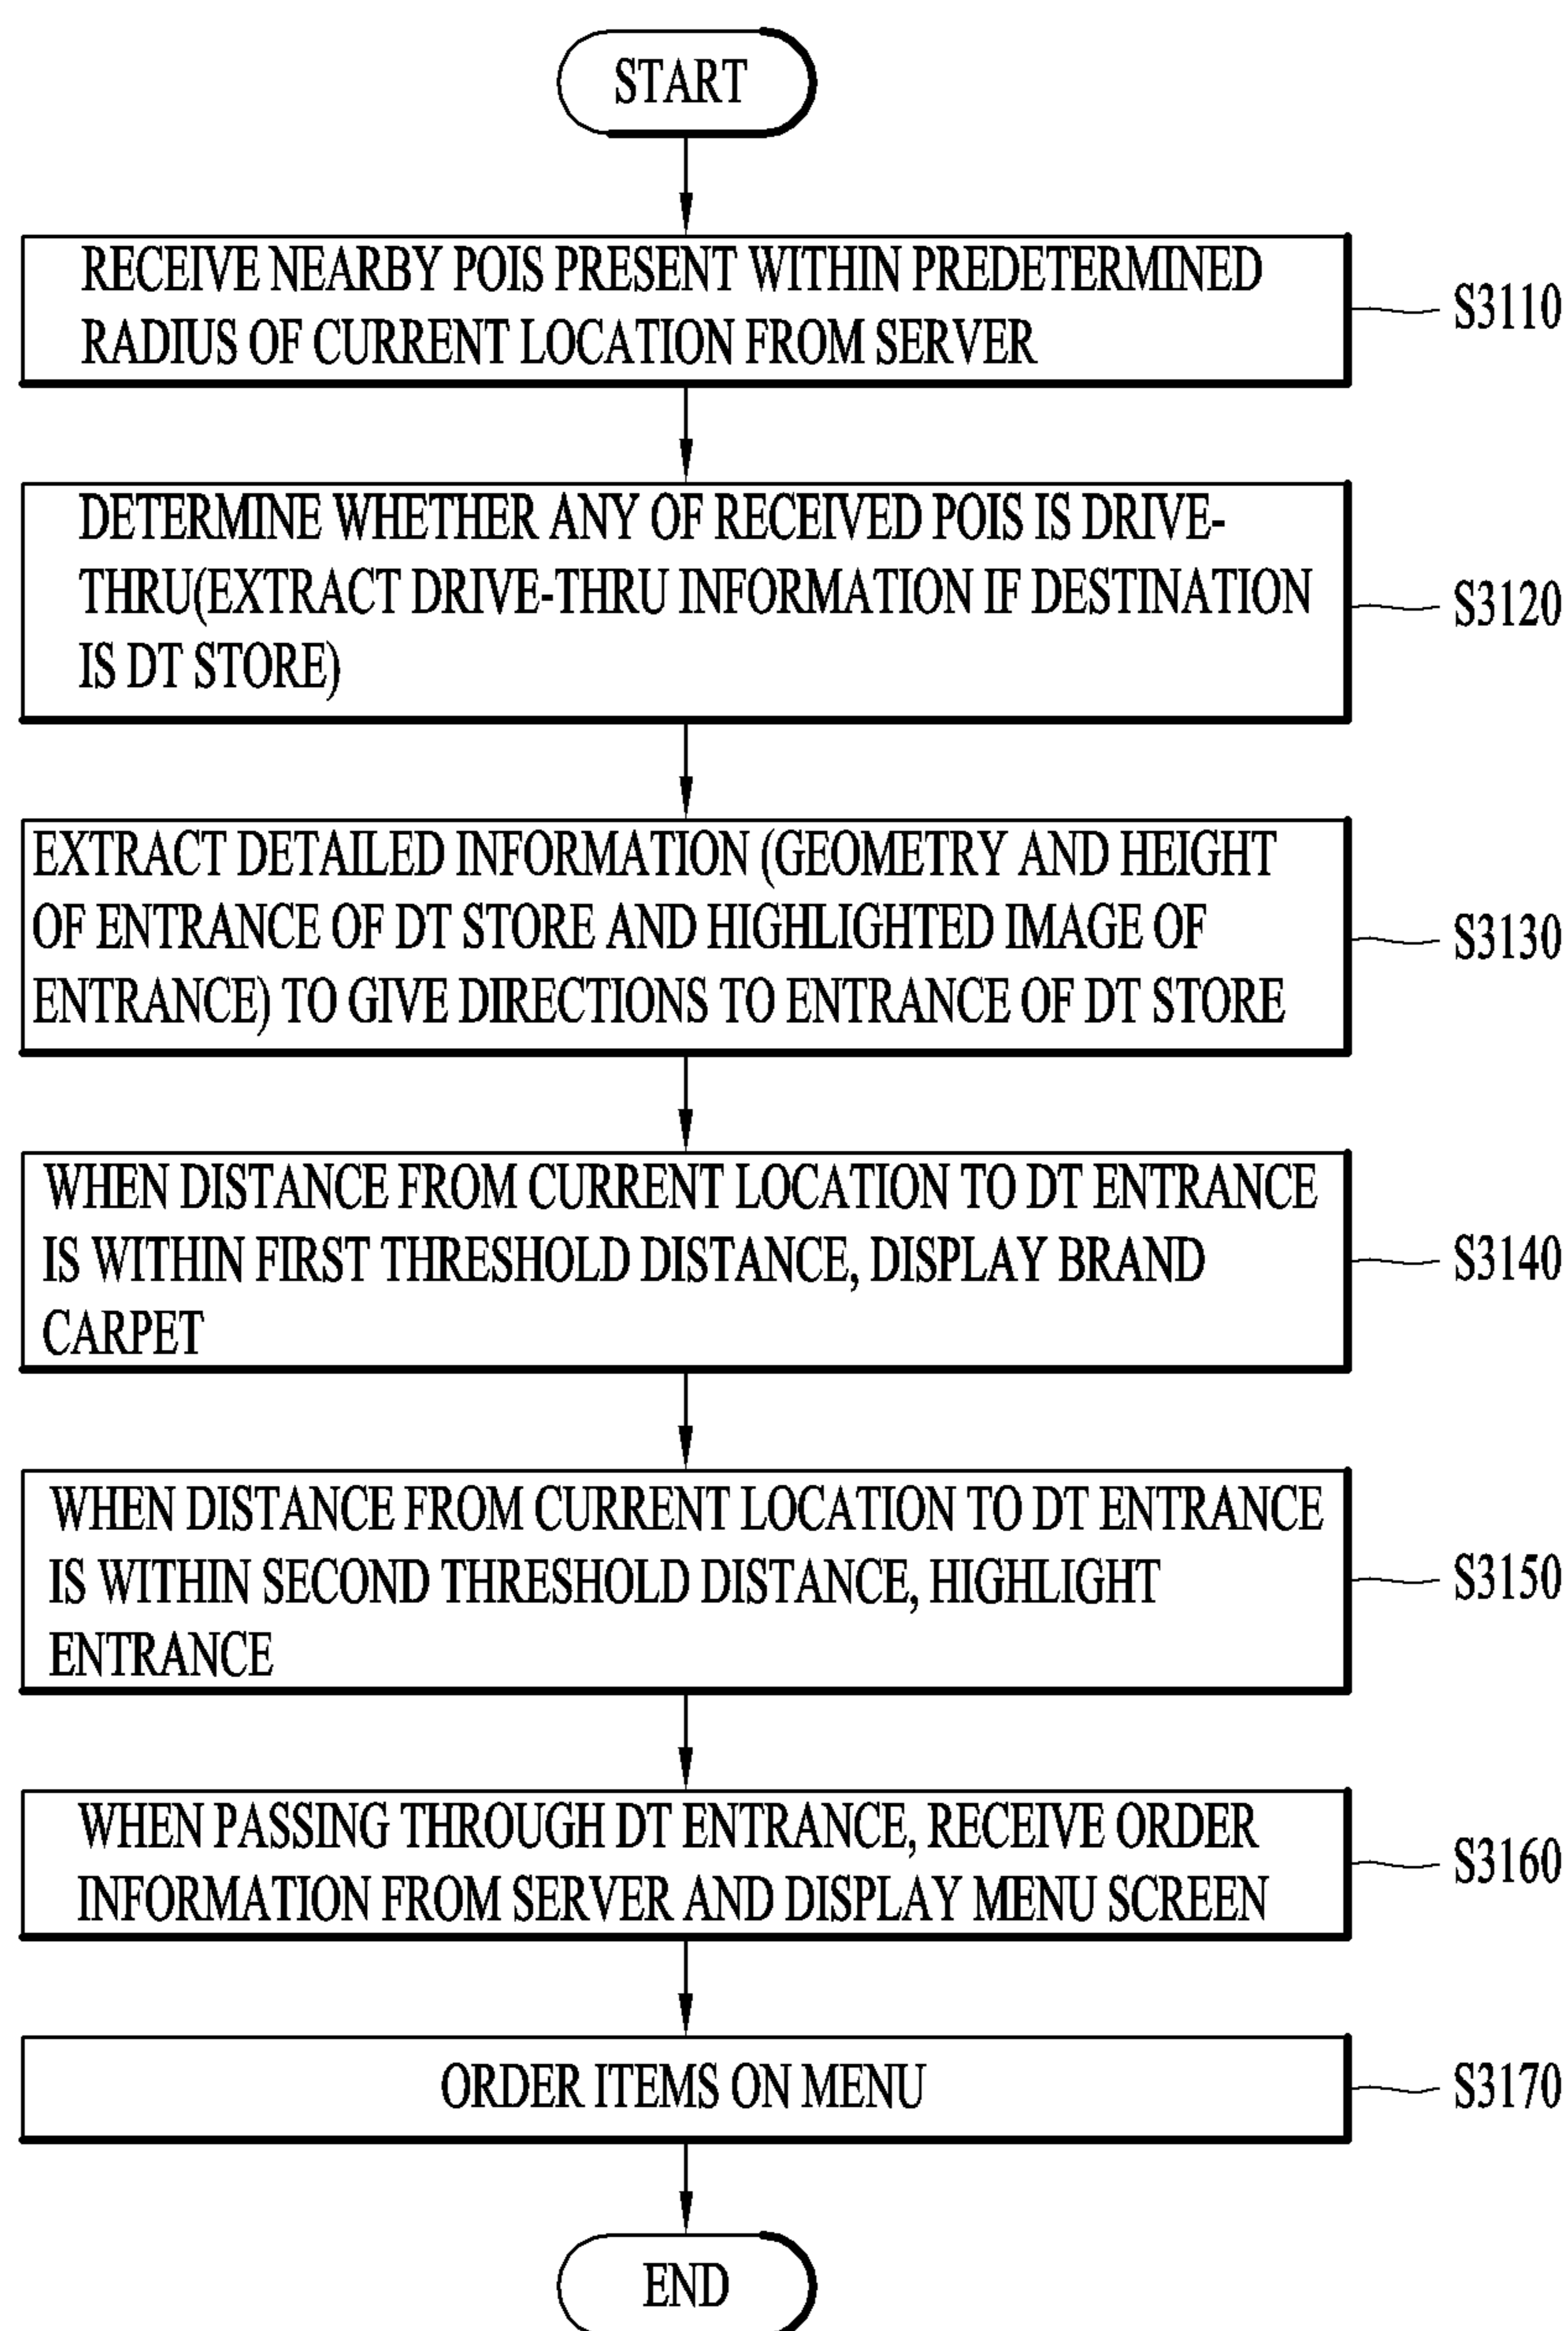 START
RECEIVE NEARBY POIS PRESENT WITHIN PREDETERMINED
RADIUS OF CURRENT LOCATION FROM SERVER
S3110
DETERMINE WHETHER ANY OF RECEIVED POIS IS DRIVE-
THRU(EXTRACT DRIVE-THRU INFORMATION IF DESTINATION
IS DT STORE)
S3120
EXTRACT DETAILED INFORMATION (GEOMETRY AND HEIGHT
OF ENTRANCE OF DT STORE AND HIGHLIGHTED IMAGE OF
ENTRANCE) TO GIVE DIRECTIONS TO ENTRANCE OF DT STORE
S3130
WHEN DISTANCE FROM CURRENT LOCATION TO DT ENTRANCE
IS WITHIN FIRST THRESHOLD DISTANCE, DISPLAY BRAND
CARPET
S3140
WHEN DISTANCE FROM CURRENT LOCATION TO DT ENTRANCE
IS WITHIN SECOND THRESHOLD DISTANCE, HIGHLIGHT
ENTRANCE
S3150
WHEN PASSING THROUGH DT ENTRANCE, RECEIVE ORDER
INFORMATION FROM SERVER AND DISPLAY MENU SCREEN
S3160
ORDER ITEMS ON MENU
S3170
END